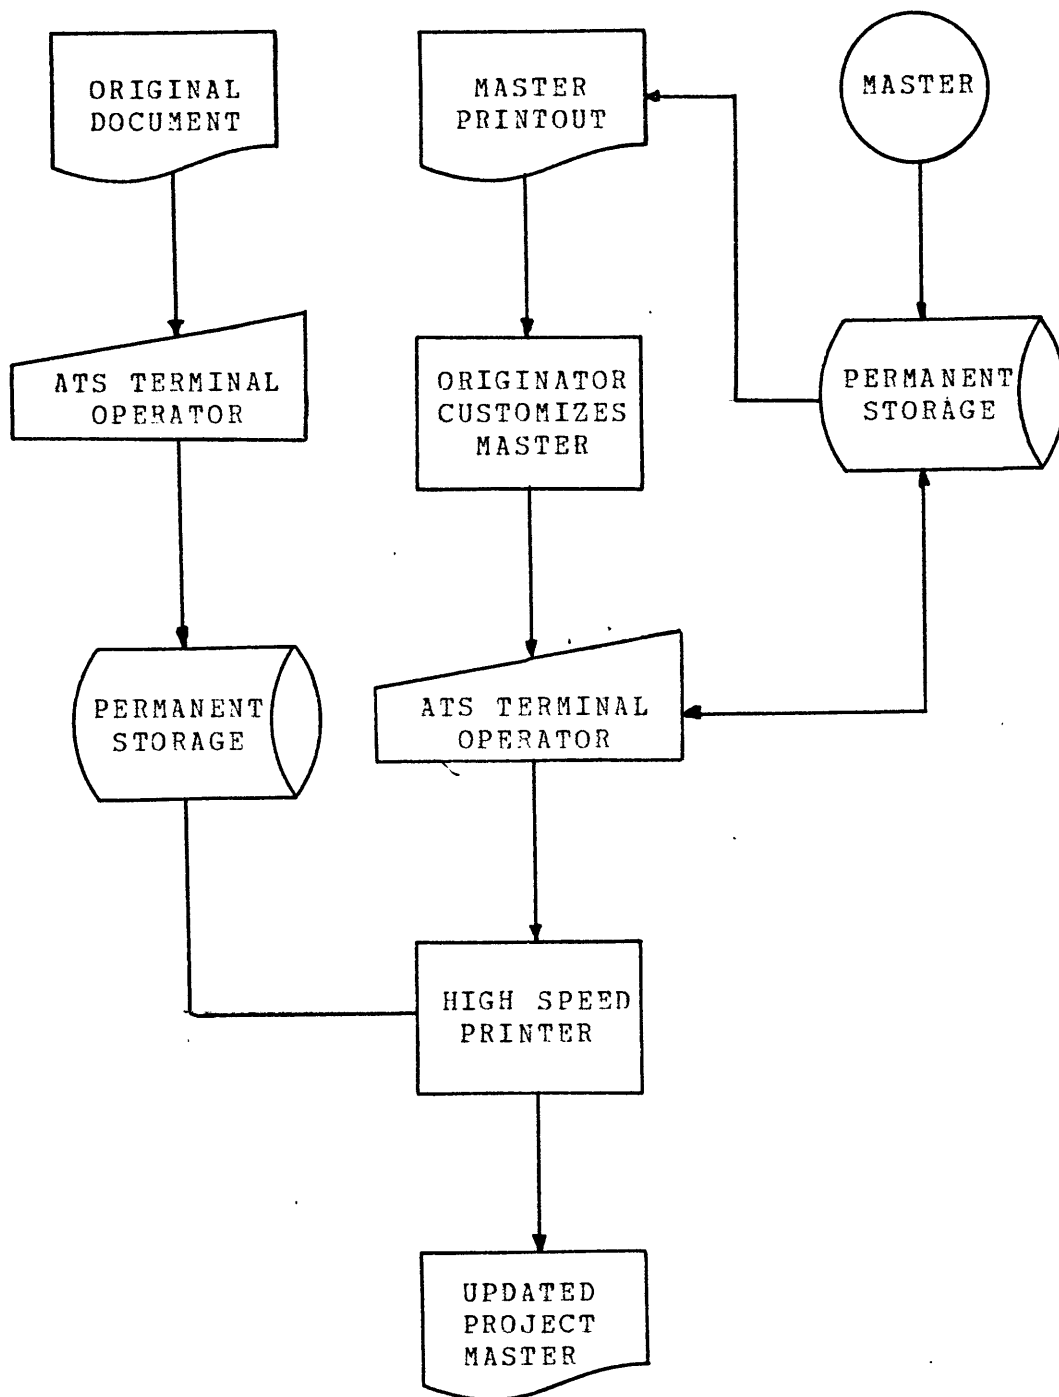 ORIGINAL
DOCUMENT
MASTER
PRINTOUT
MASTER
ATS TERMINAL
OPERATOR
ORIGINATOR
CUSTOMIZES
MASTER
PERMANENT
STORAGE
PERMANENT
STORAGE
ATS TERMINAL
OPERATOR
HIGH SPEED
PRINTER
UPDATED
PROJECT
MASTER